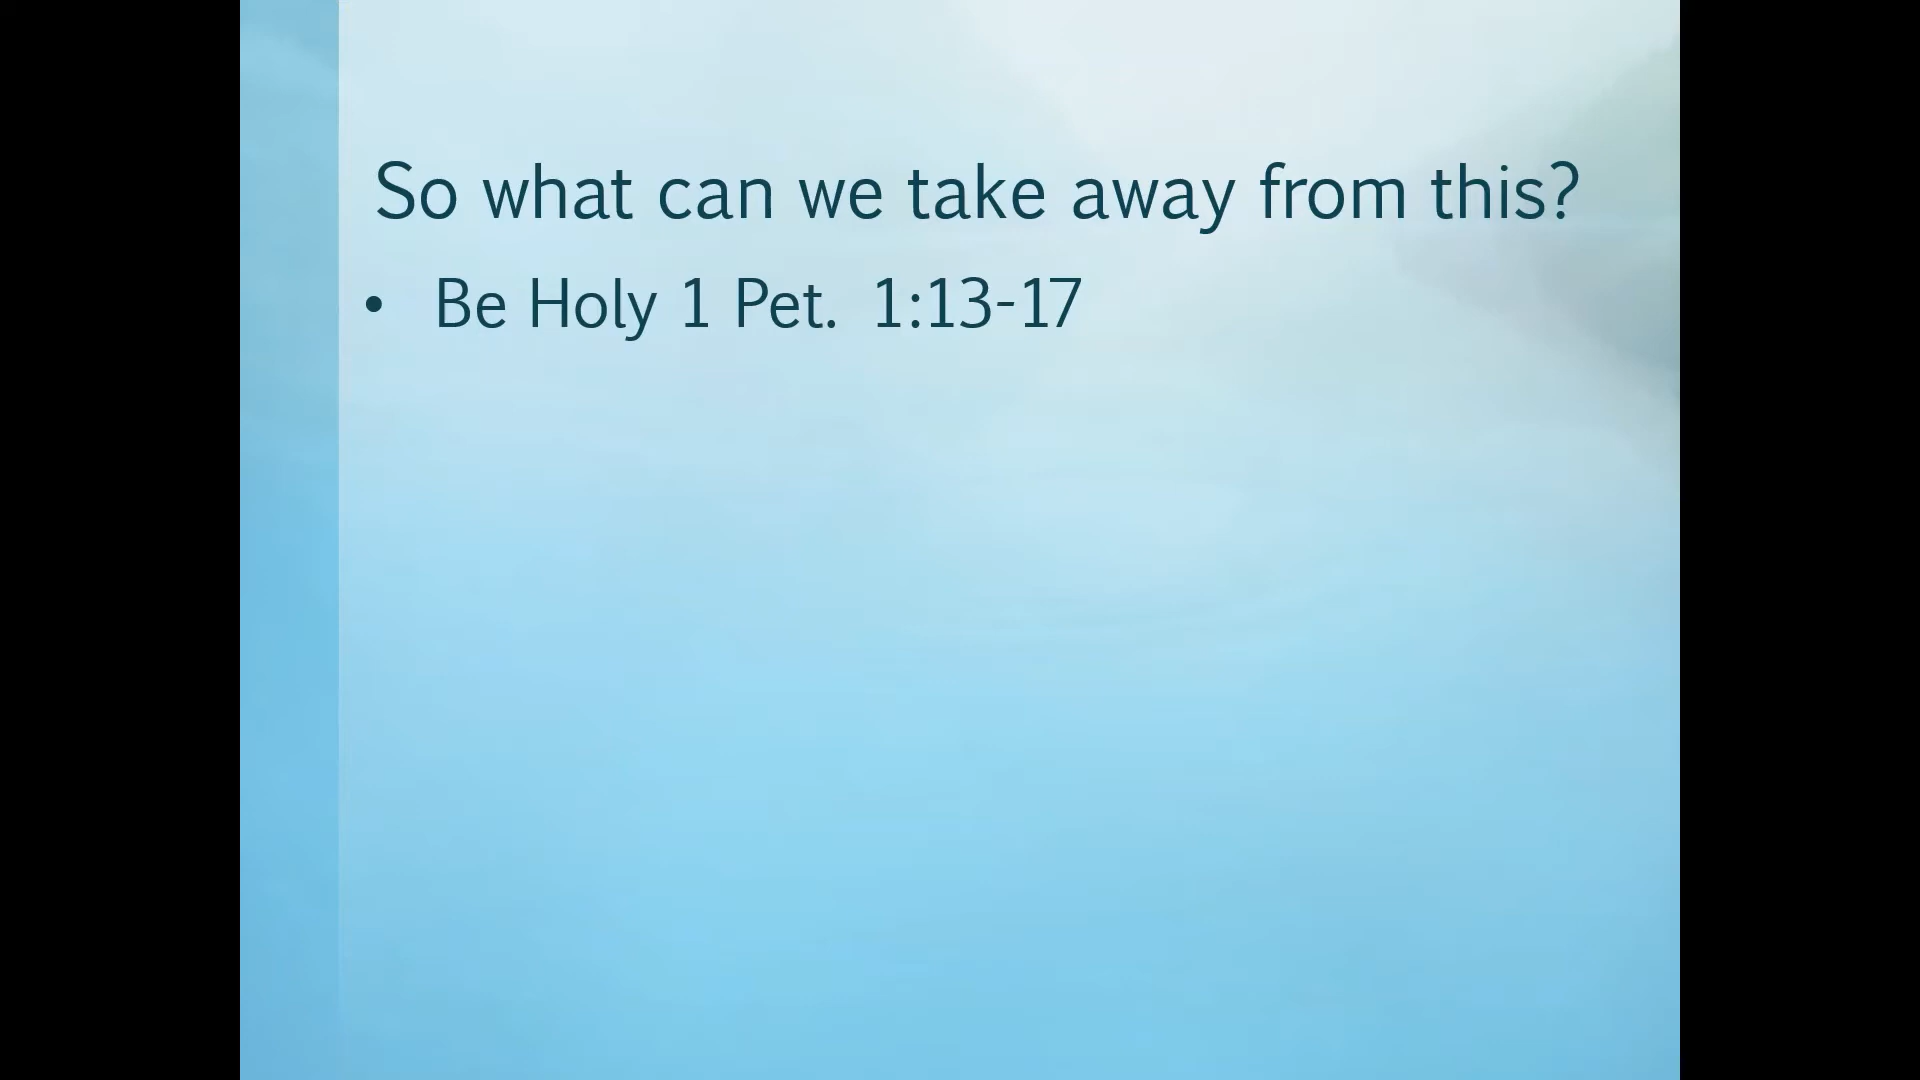 So what can we take away from this?
• Be Holy 1 Pet. 1:13-17